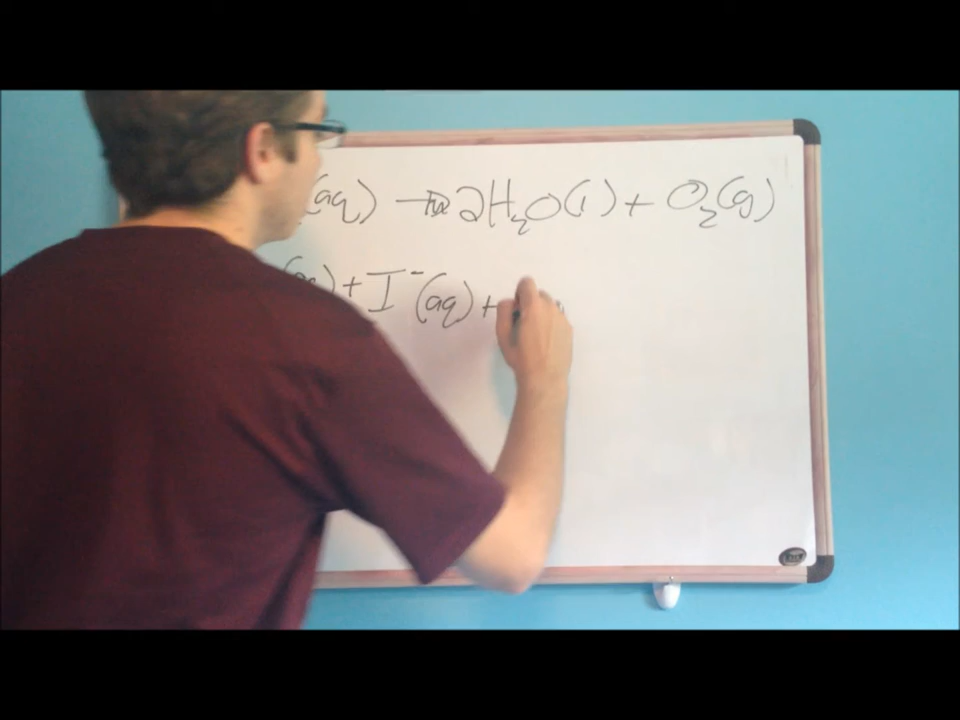 (aq) → 2H₂O(l) + O₂(g)
(aq) + I⁻(aq) +